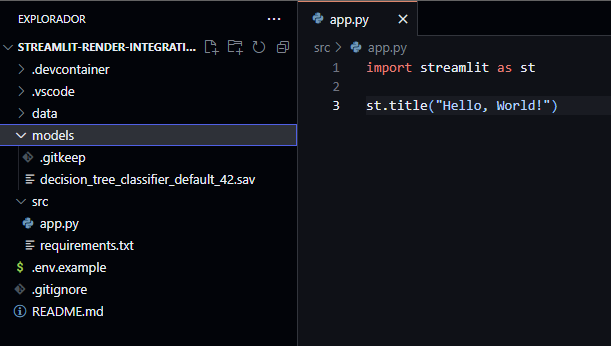 EXPLORADOR ...
STREAMLIT-RENDER-INTEGRATI...
.devcontainer
.vscode
data
models
.gitkeep
decision_tree_classifier_default_42.sav
src
app.py
requirements.txt
$ .env.example
.gitignore
README.md
app.py
src > app.py
1 import streamlit as st
2
3 st.title("Hello, World!")